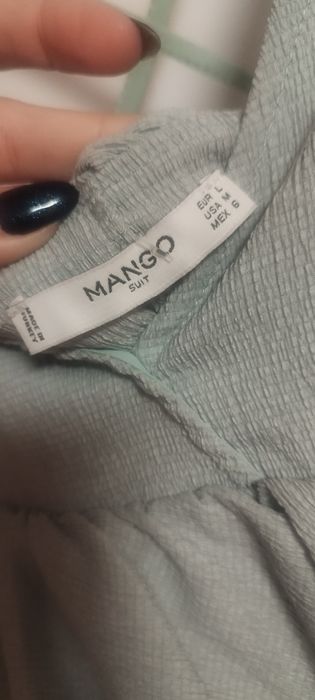 MANGO
SUIT
EUR L
USA M
MEX 6
MADE IN
TURKEY